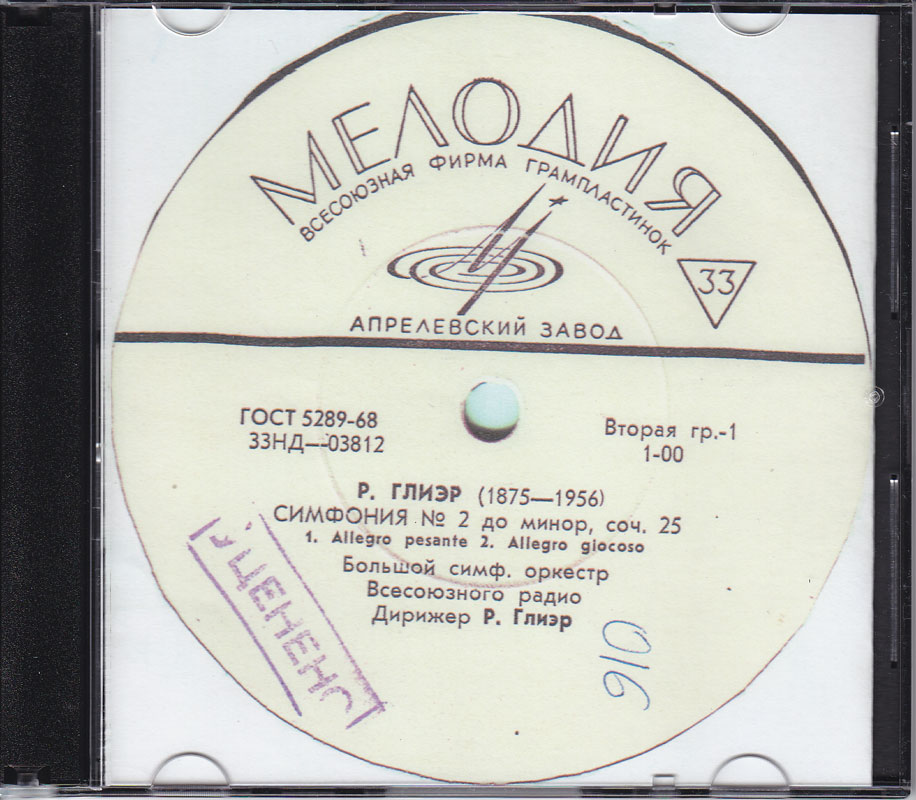 МЕЛОДИЯ
ВСЕСОЮЗНАЯ ФИРМА ГРАМПЛАСТИНОК
33
АПРЕЛЕВСКИЙ ЗАВОД
ГОСТ 5289-68
33НД—03812
Вторая гр.-1
1-00
Р. ГЛИЭР (1875—1956)
СИМФОНИЯ № 2 до минор, соч. 25
1. Allegro pesante 2. Allegro giocoso
Большой симф. оркестр
Всесоюзного радио
Дирижер Р. Глиэр
УЦЕНЕНО
910